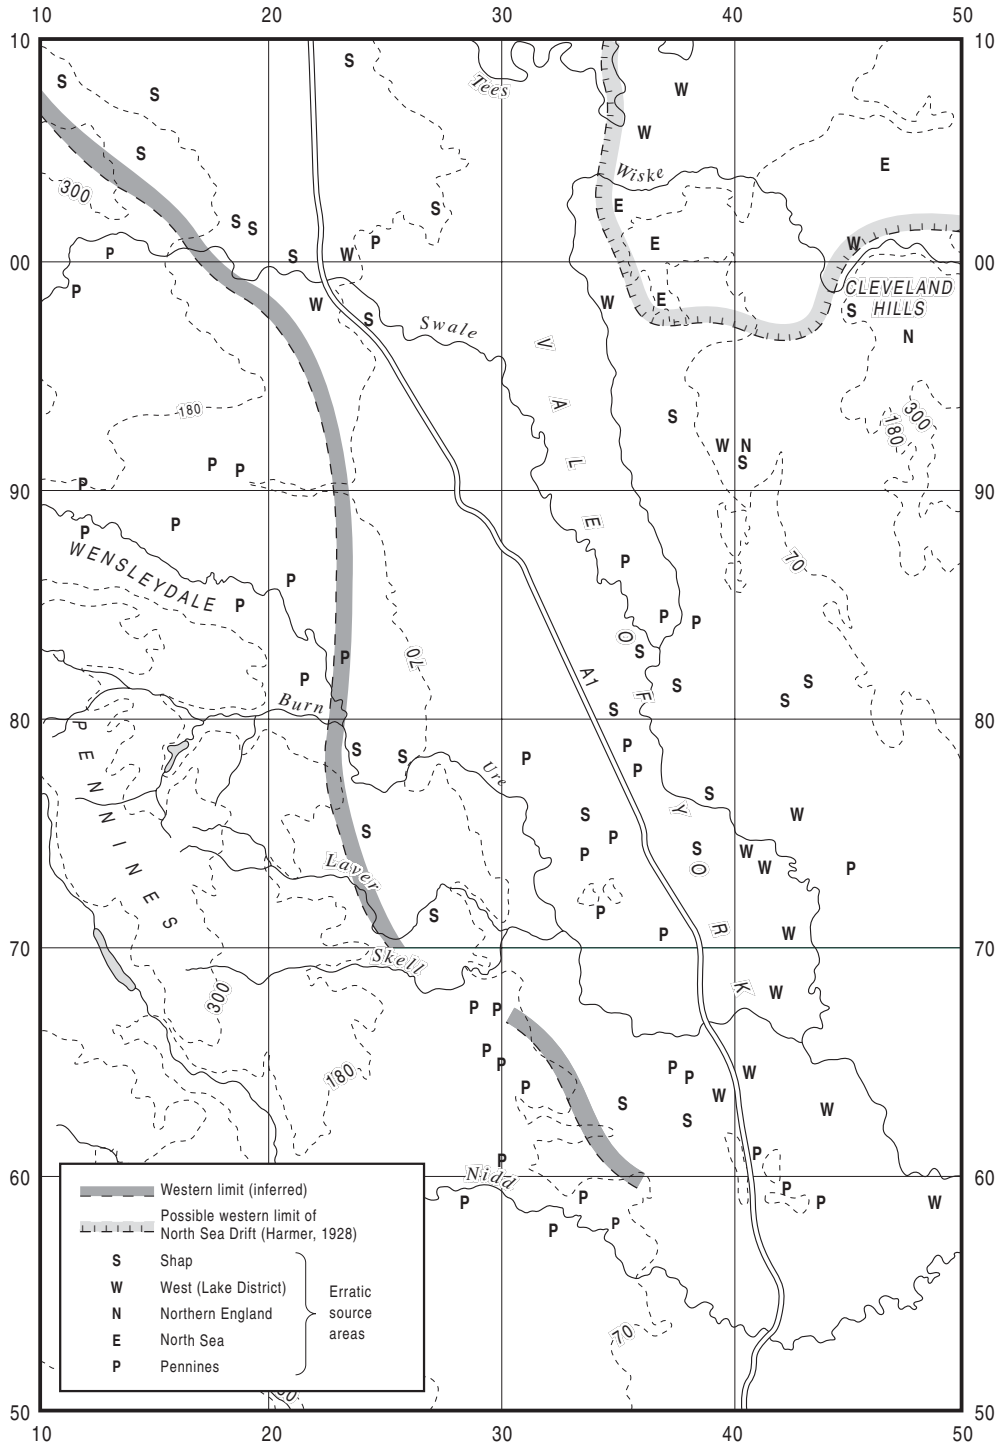 10 20 30 40 50
10 10
S S S W
Tees
W
S
E
300
Wiske
S E
S S P E
P S W W
00 00
CLEVELAND
HILLS
P W W E S
S
Swale
N
180
S
300
180
W N
S
P P
P
90 90
P P
P
WENSLEYDALE
70
P P
P P
S
P
70
P
S S
Burn
S
S
80 80
PENNINES
P
S S P
Ure
P
S
S P W
S
P P S W W P
Laver
S P
P W
70 70
Skell
VALE OF YORK
A1
W
300
P P
P P
P P W
W
180
P
S S W
P
P
60 60
Nidd
P P P P W
P P
70
Western limit (inferred)
Possible western limit of
North Sea Drift (Harmer, 1928)
S Shap
W West (Lake District)
N Northern England
E North Sea
P Pennines
Erratic
source
areas
50 50
10 20 30 40 50